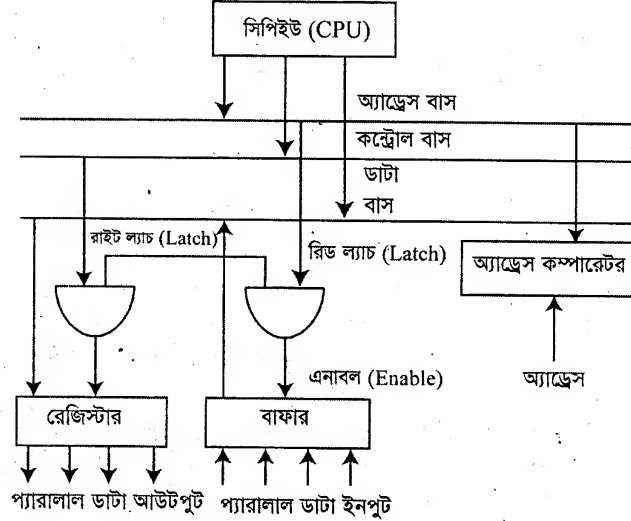 সিপিইউ (CPU)
অ্যাড্রেস বাস
কন্ট্রোল বাস
ডাটা
বাস
রাইট ল্যাচ (Latch)
রিড ল্যাচ (Latch)
অ্যাড্রেস কম্পারেটর
এনাবল (Enable)
অ্যাড্রেস
রেজিস্টার
বাফার
প্যারালাল ডাটা আউটপুট
প্যারালাল ডাটা ইনপুট